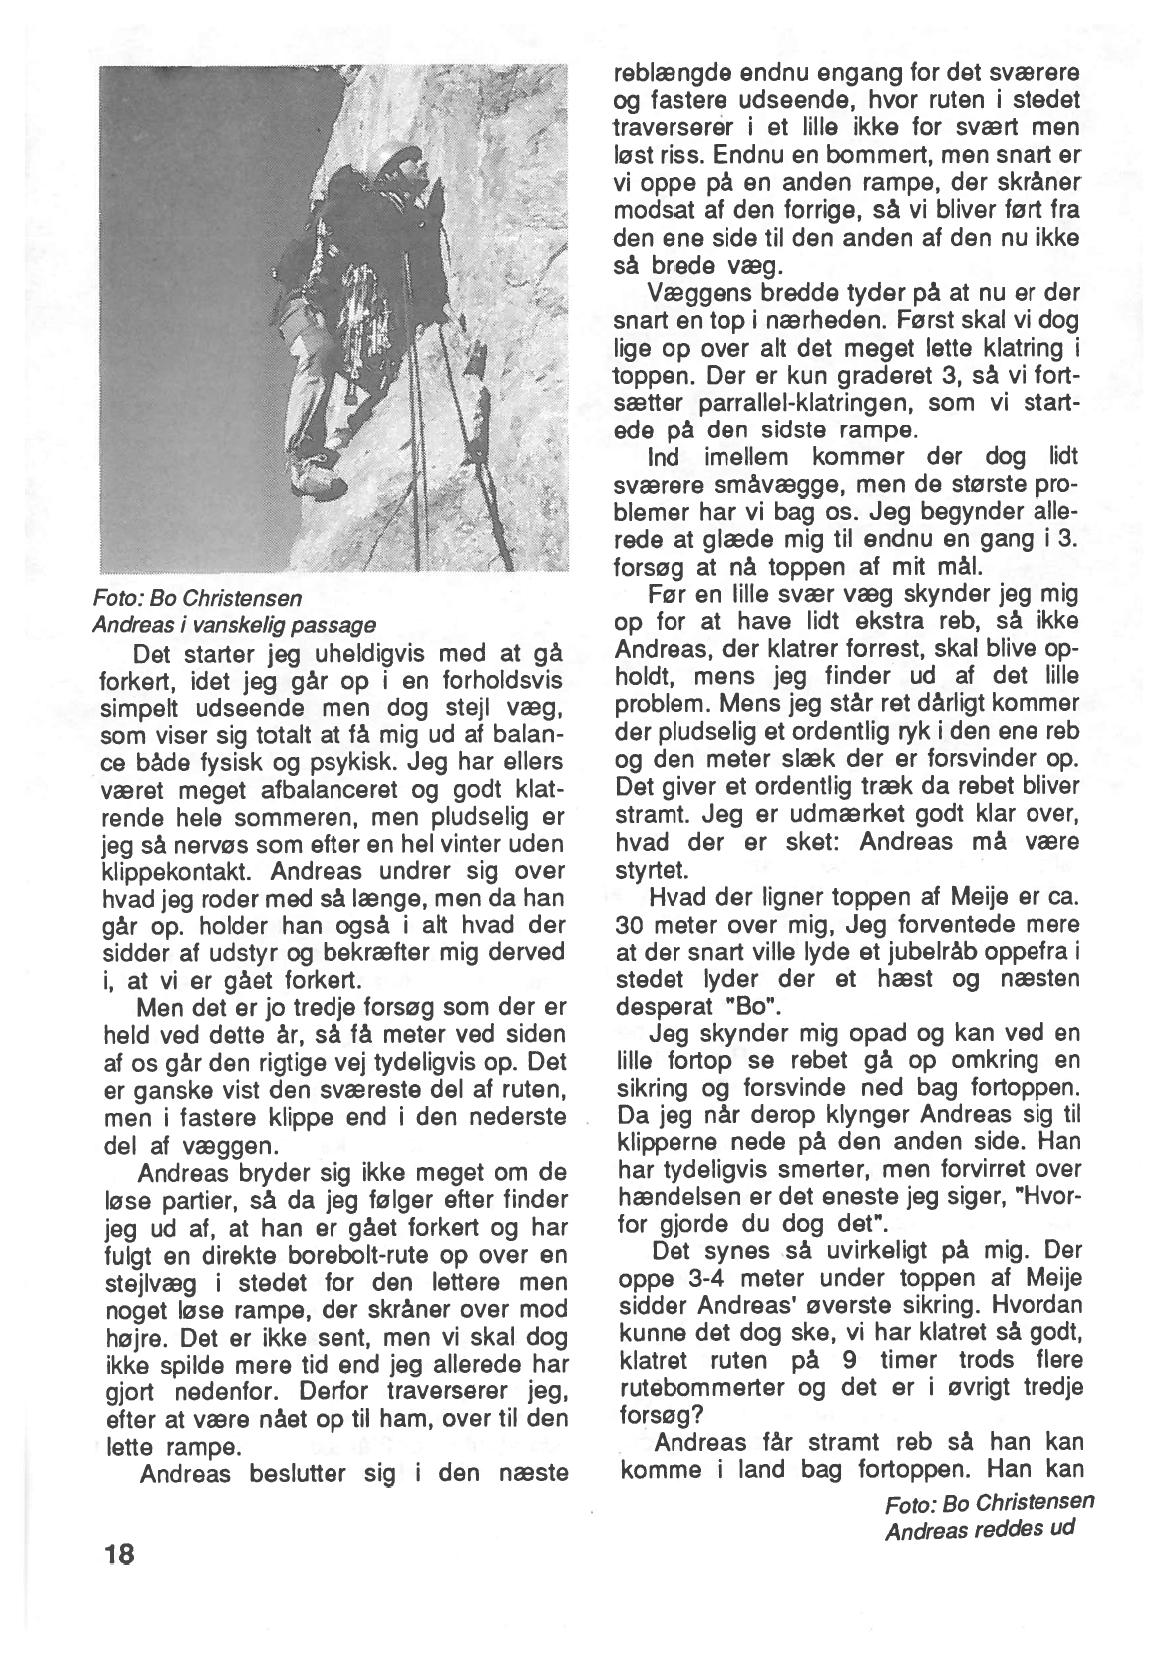 Foto: Bo Christensen
Andreas i vanskelig passage
Det starter jeg uheldigvis med at gå
forkert, idet jeg går op i en forholdsvis
simpelt udseende men dog stejl væg,
som viser sig totalt at få mig ud af balan-
ce både fysisk og psykisk. Jeg har ellers
været meget afbalanceret og godt klat-
rende hele sommeren, men pludselig er
jeg så nervøs som efter en hel vinter uden
klippekontakt. Andreas undrer sig over
hvad jeg roder med så længe, men da han
går op. holder han også i alt hvad der
sidder af udstyr og bekræfter mig derved
i, at vi er gået forkert.
Men det er jo tredje forsøg som der er
held ved dette år, så få meter ved siden
af os går den rigtige vej tydeligvis op. Det
er ganske vist den sværeste del af ruten,
men i fastere klippe end i den nederste
del af væggen.
Andreas bryder sig ikke meget om de
løse partier, så da jeg følger efter finder
jeg ud af, at han er gået forkert og har
fulgt en direkte borebolt-rute op over en
stejlvæg i stedet for den lettere men
noget løse rampe, der skråner over mod
højre. Det er ikke sent, men vi skal dog
ikke spilde mere tid end jeg allerede har
gjort nedenfor. Derfor traverserer jeg,
efter at være nået op til ham, over til den
lette rampe.
Andreas beslutter sig i den næste
reblængde endnu engang for det sværere
og fastere udseende, hvor ruten i stedet
traverserer i et lille ikke for svært men
løst riss. Endnu en bommert, men snart er
vi oppe på en anden rampe, der skråner
modsat af den forrige, så vi bliver ført fra
den ene side til den anden af den nu ikke
så brede væg.
Væggens bredde tyder på at nu er der
snart en top i nærheden. Først skal vi dog
lige op over alt det meget lette klatring i
toppen. Der er kun graderet 3, så vi fort-
sætter parrallel-klatringen, som vi start-
ede på den sidste rampe.
Ind imellem kommer der dog lidt
sværere småvægge, men de største pro-
blemer har vi bag os. Jeg begynder alle-
rede at glæde mig til endnu en gang i 3.
forsøg at nå toppen af mit mål.
Før en lille svær væg skynder jeg mig
op for at have lidt ekstra reb, så ikke
Andreas, der klatrer forrest, skal blive op-
holdt, mens jeg finder ud af det lille
problem. Mens jeg står ret dårligt kommer
der pludselig et ordentlig ryk i den ene reb
og den meter slæk der er forsvinder op.
Det giver et ordentlig træk da rebet bliver
stramt. Jeg er udmærket godt klar over,
hvad der er sket: Andreas må være
styrtet.
Hvad der ligner toppen af Meije er ca.
30 meter over mig, Jeg forventede mere
at der snart ville lyde et jubelråb oppefra i
stedet lyder der et hæst og næsten
desperat "Bo".
Jeg skynder mig opad og kan ved en
lille fortop se rebet gå op omkring en
sikring og forsvinde ned bag fortoppen.
Da jeg når derop klynger Andreas sig til
klipperne nede på den anden side. Han
har tydeligvis smerter, men forvirret over
hændelsen er det eneste jeg siger, "Hvor-
for gjorde du dog det".
Det synes så uvirkeligt på mig. Der
oppe 3-4 meter under toppen af Meije
sidder Andreas' øverste sikring. Hvordan
kunne det dog ske, vi har klatret så godt,
klatret ruten på 9 timer trods flere
rutebommerter og det er i øvrigt tredje
forsøg?
Andreas får stramt reb så han kan
komme i land bag fortoppen. Han kan
Foto: Bo Christensen
Andreas reddes ud
18